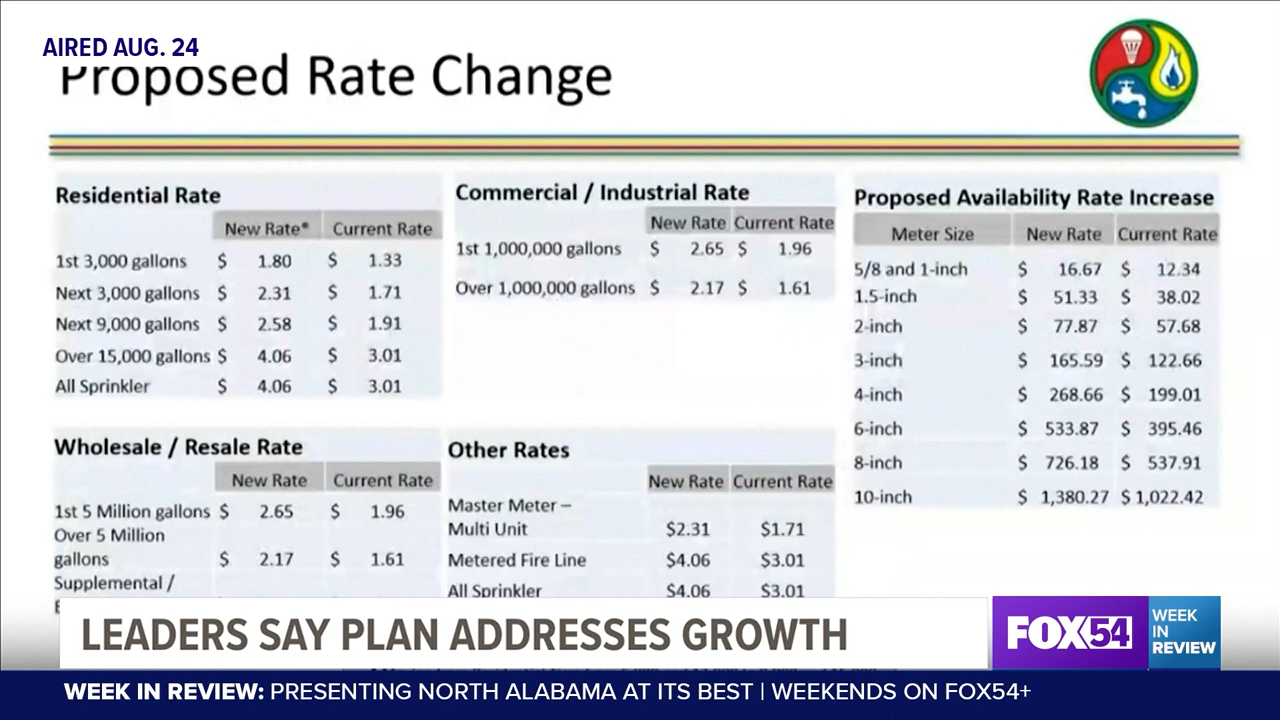 AIRED AUG. 24
Proposed Rate Change
Residential Rate
New Rate* Current Rate
1st 3,000 gallons $ 1.80 $ 1.33
Next 3,000 gallons $ 2.31 $ 1.71
Next 9,000 gallons $ 2.58 $ 1.91
Over 15,000 gallons $ 4.06 $ 3.01
All Sprinkler $ 4.06 $ 3.01
Commercial / Industrial Rate
New Rate Current Rate
1st 1,000,000 gallons $ 2.65 $ 1.96
Over 1,000,000 gallons $ 2.17 $ 1.61
Proposed Availability Rate Increase
Meter Size New Rate Current Rate
5/8 and 1-inch $ 16.67 $ 12.34
1.5-inch $ 51.33 $ 38.02
2-inch $ 77.87 $ 57.68
3-inch $ 165.59 $ 122.66
4-inch $ 268.66 $ 199.01
6-inch $ 533.87 $ 395.46
8-inch $ 726.18 $ 537.91
10-inch $ 1,380.27 $ 1,022.42
Wholesale / Resale Rate
New Rate Current Rate
1st 5 Million gallons $ 2.65 $ 1.96
Over 5 Million
gallons $ 2.17 $ 1.61
Supplemental /
Other Rates
New Rate Current Rate
Master Meter –
Multi Unit $2.31 $1.71
Metered Fire Line $4.06 $3.01
All Sprinkler $4.06 $3.01
LEADERS SAY PLAN ADDRESSES GROWTH
FOX54
WEEK
IN
REVIEW
WEEK IN REVIEW: PRESENTING NORTH ALABAMA AT ITS BEST | WEEKENDS ON FOX54+